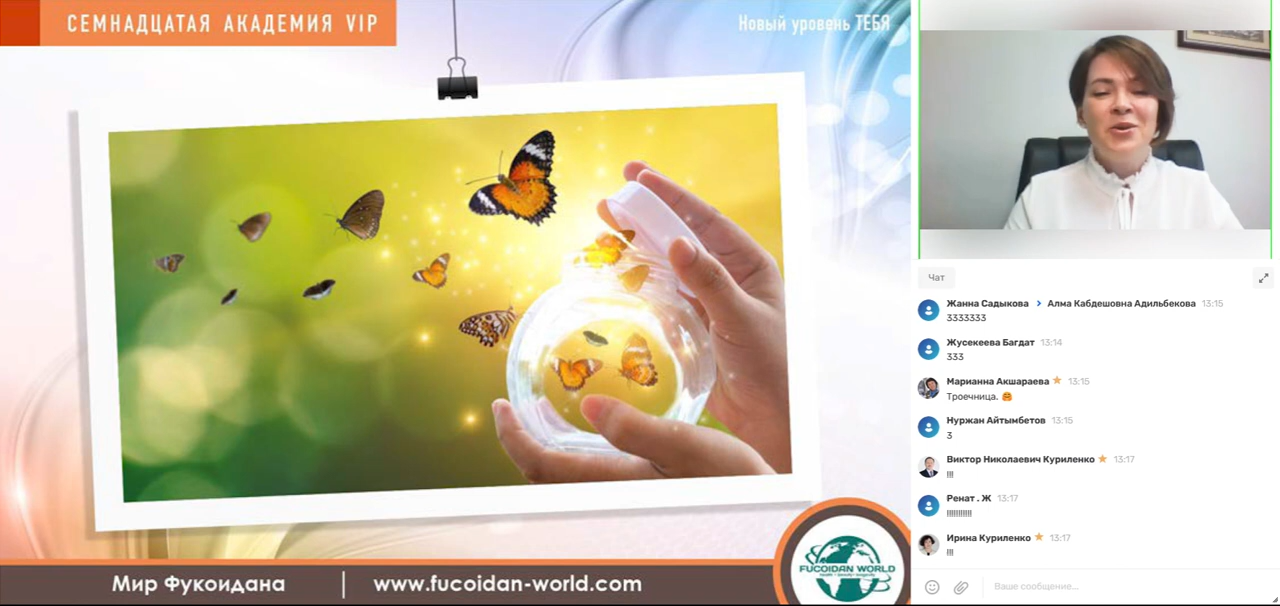 СЕМНАДЦАТАЯ АКАДЕМИЯ VIP
Новый уровень ТЕБЯ
Чат
Жанна Садыкова > Алма Кабдешовна Адильбекова 13:15
3333333
Жусекеева Багдат 13:14
333
Марианна Акшараева 13:15
Троечница. 🤗
Нуржан Айтымбетов 13:15
3
Виктор Николаевич Куриленко 13:17
!!!
Ренат . Ж 13:17
!!!!!!!!!!!
Ирина Куриленко 13:17
!!!
Ваше сообщение...
FUCOIDAN WORLD
Мир Фукоидана | www.fucoidan-world.com